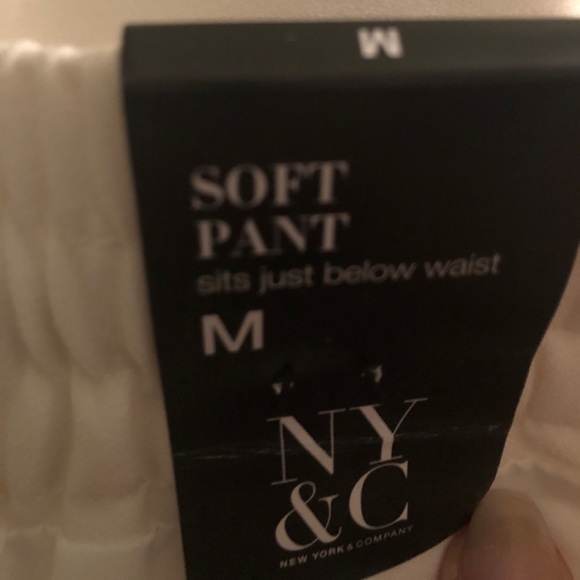 M
SOFT
PANT
sits just below waist
M
NY
&C
NEW YORK & COMPANY